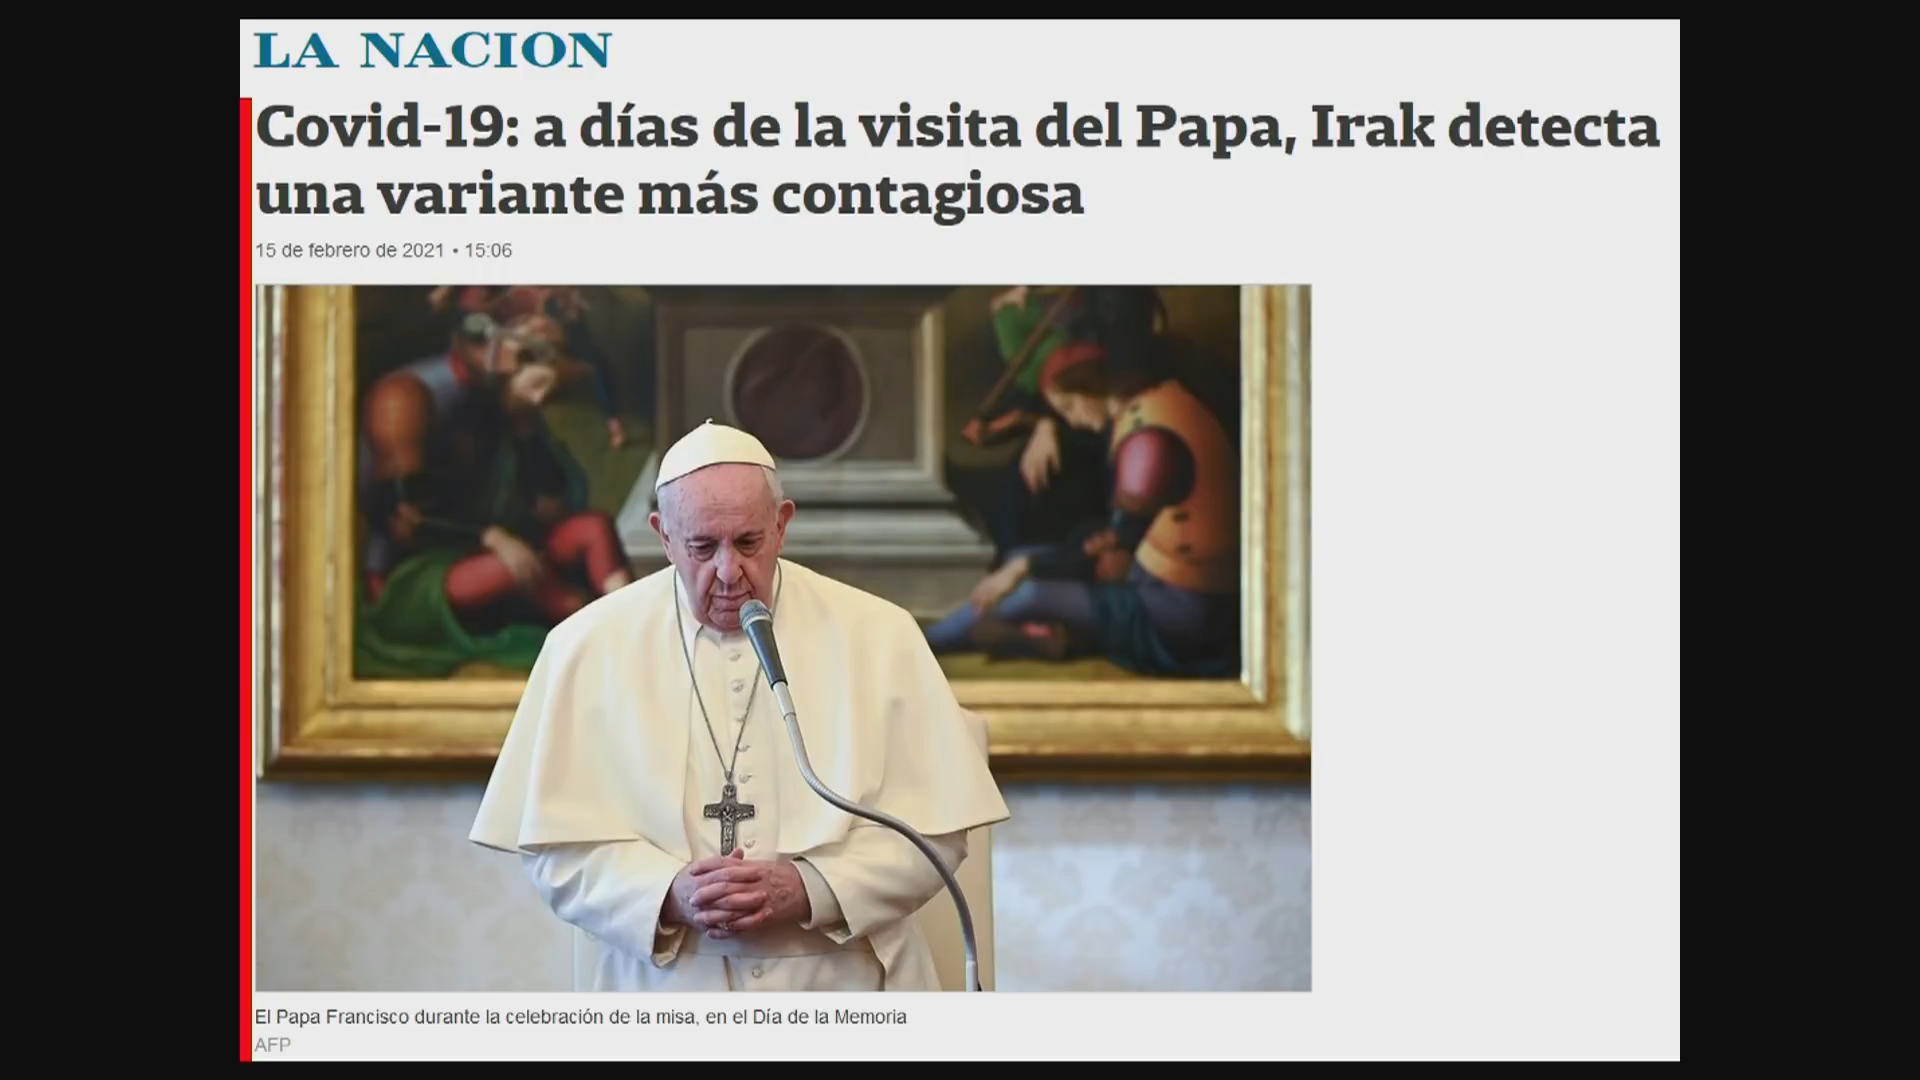 LA NACION
Covid-19: a días de la visita del Papa, Irak detecta
una variante más contagiosa
15 de febrero de 2021 • 15:06
El Papa Francisco durante la celebración de la misa, en el Día de la Memoria
AFP